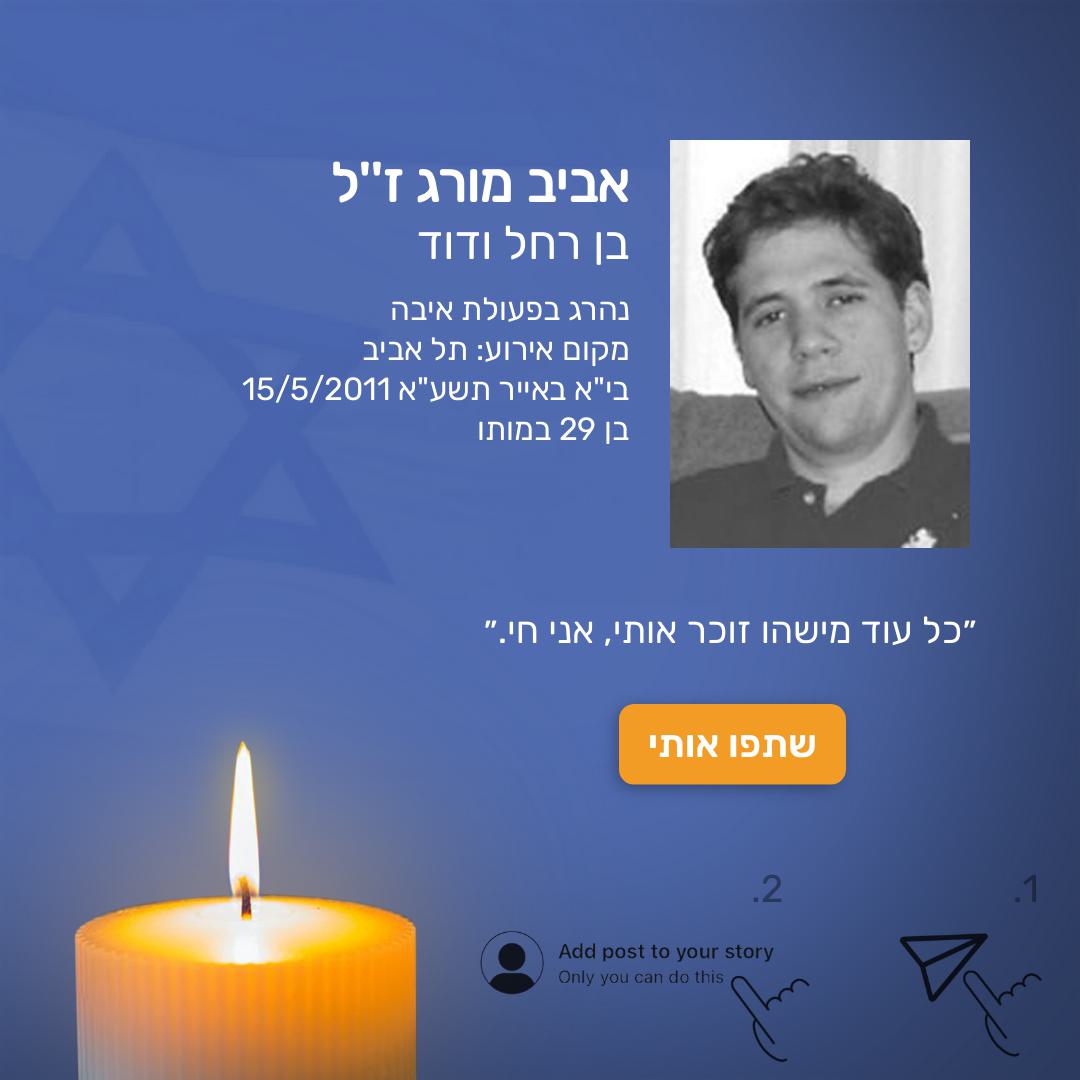 אביב מורג ז"ל
בן רחל ודוד
נהרג בפעולת איבה
מקום אירוע: תל אביב
בי"א באייר תשע"א 15/5/2011
בן 29 במותו
״כל עוד מישהו זוכר אותי, אני חי.״
שתפו אותי
1.
2.
Add post to your story
Only you can do this